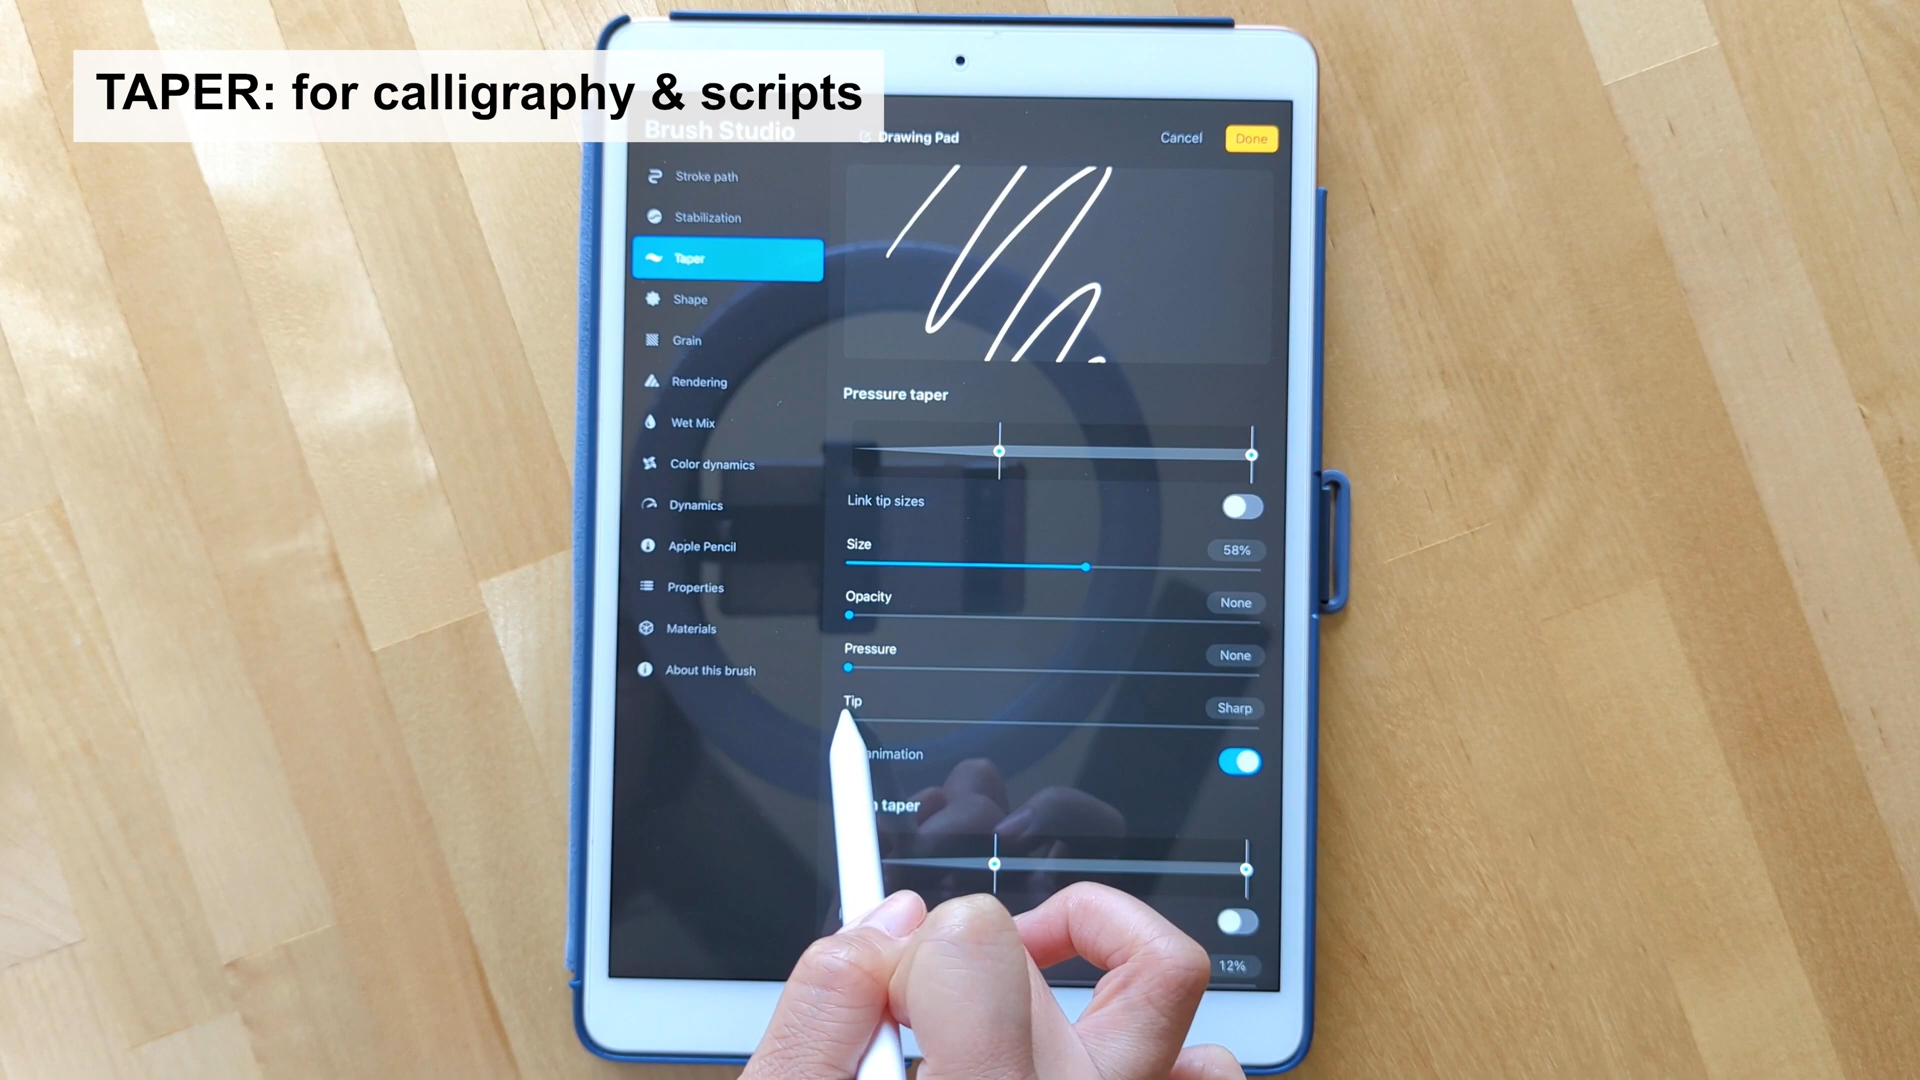 TAPER: for calligraphy & scripts
Brush Studio
Drawing Pad
Cancel
Done
Stroke path
Stabilization
Taper
Shape
Grain
Rendering
Wet Mix
Color dynamics
Dynamics
Apple Pencil
Properties
Materials
About this brush
Pressure taper
Link tip sizes
Size
58%
Opacity
None
Pressure
None
Tip
Sharp
animation
taper
12%